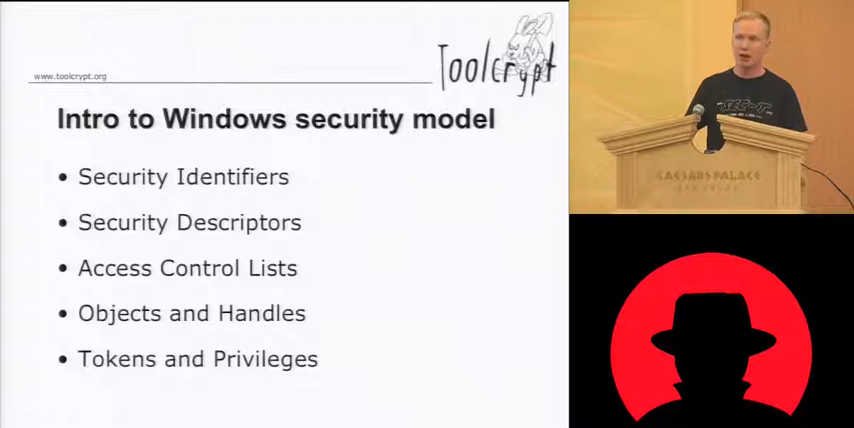 www.toolcrypt.org
Toolcrypt
Intro to Windows security model
• Security Identifiers
• Security Descriptors
• Access Control Lists
• Objects and Handles
• Tokens and Privileges
CAESARS PALACE